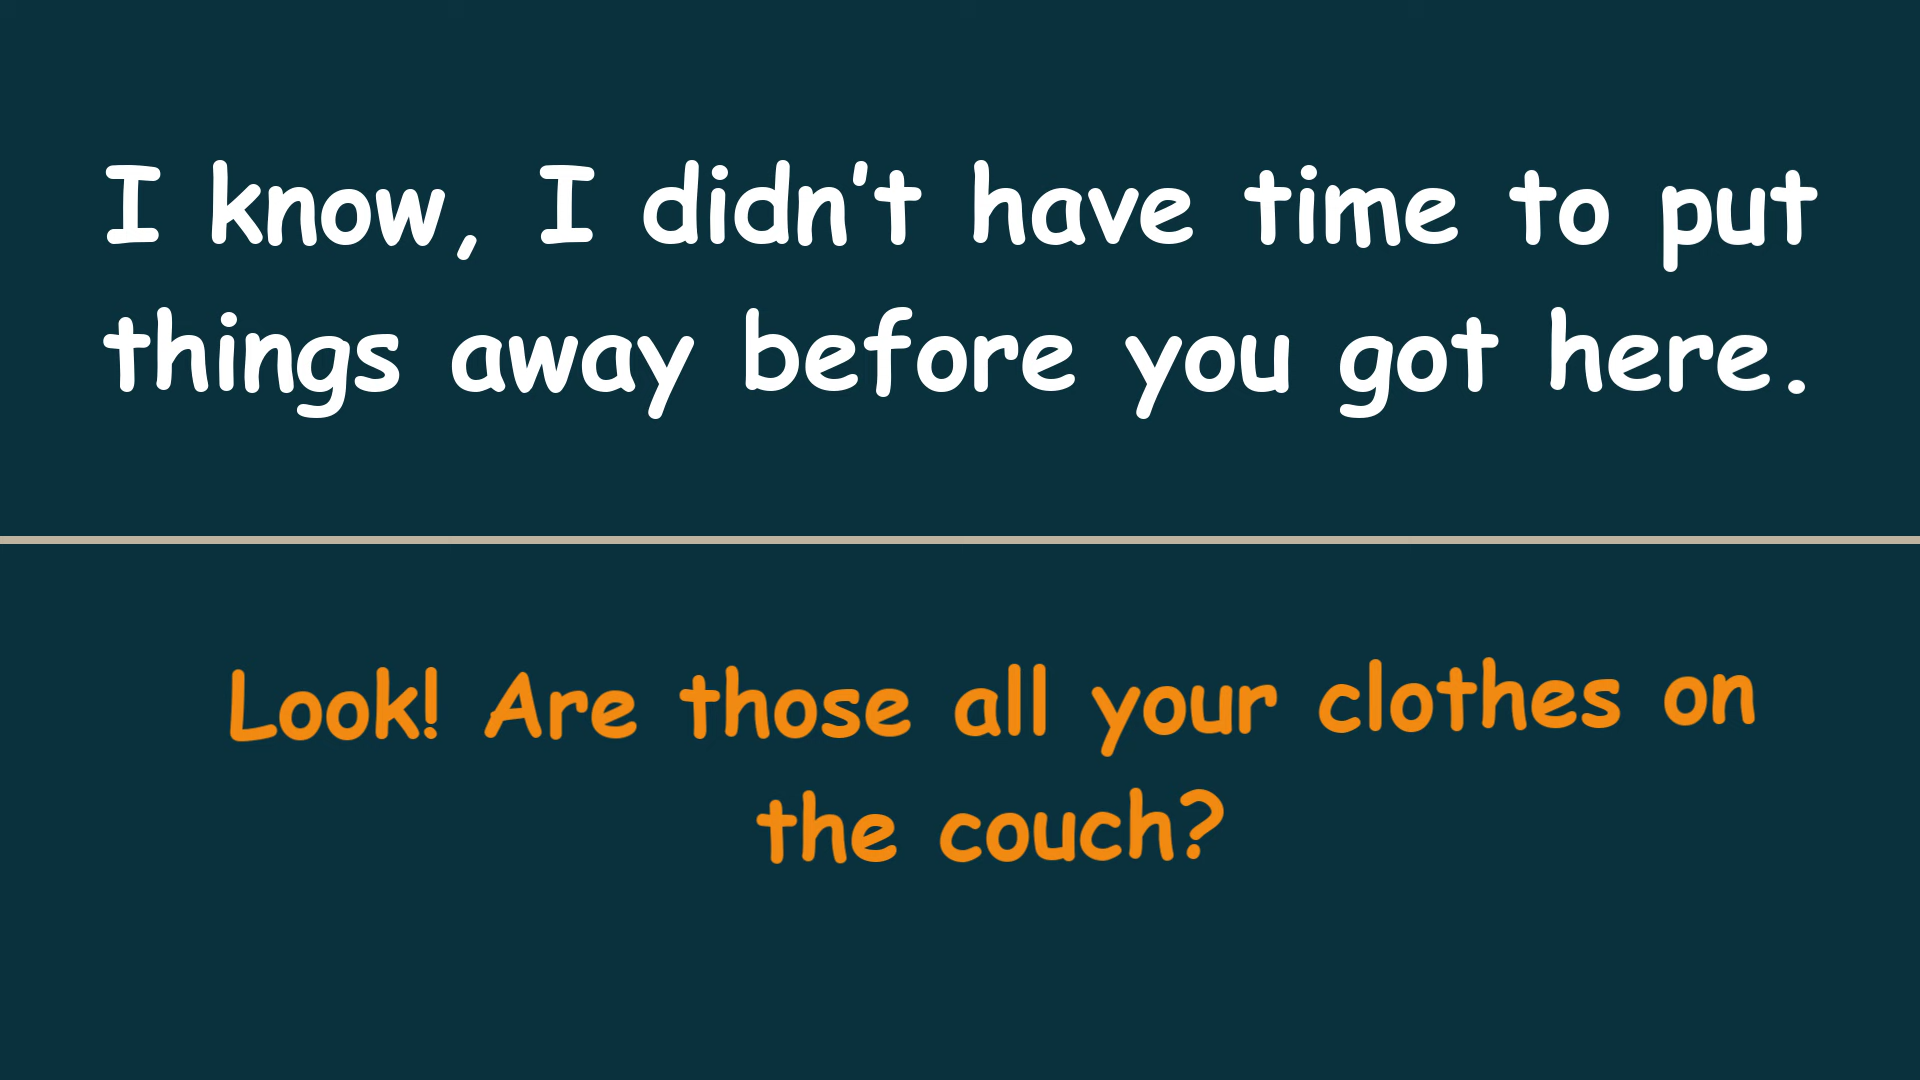 I know, I didn't have time to put
things away before you got here.
Look! Are those all your clothes on
the couch?